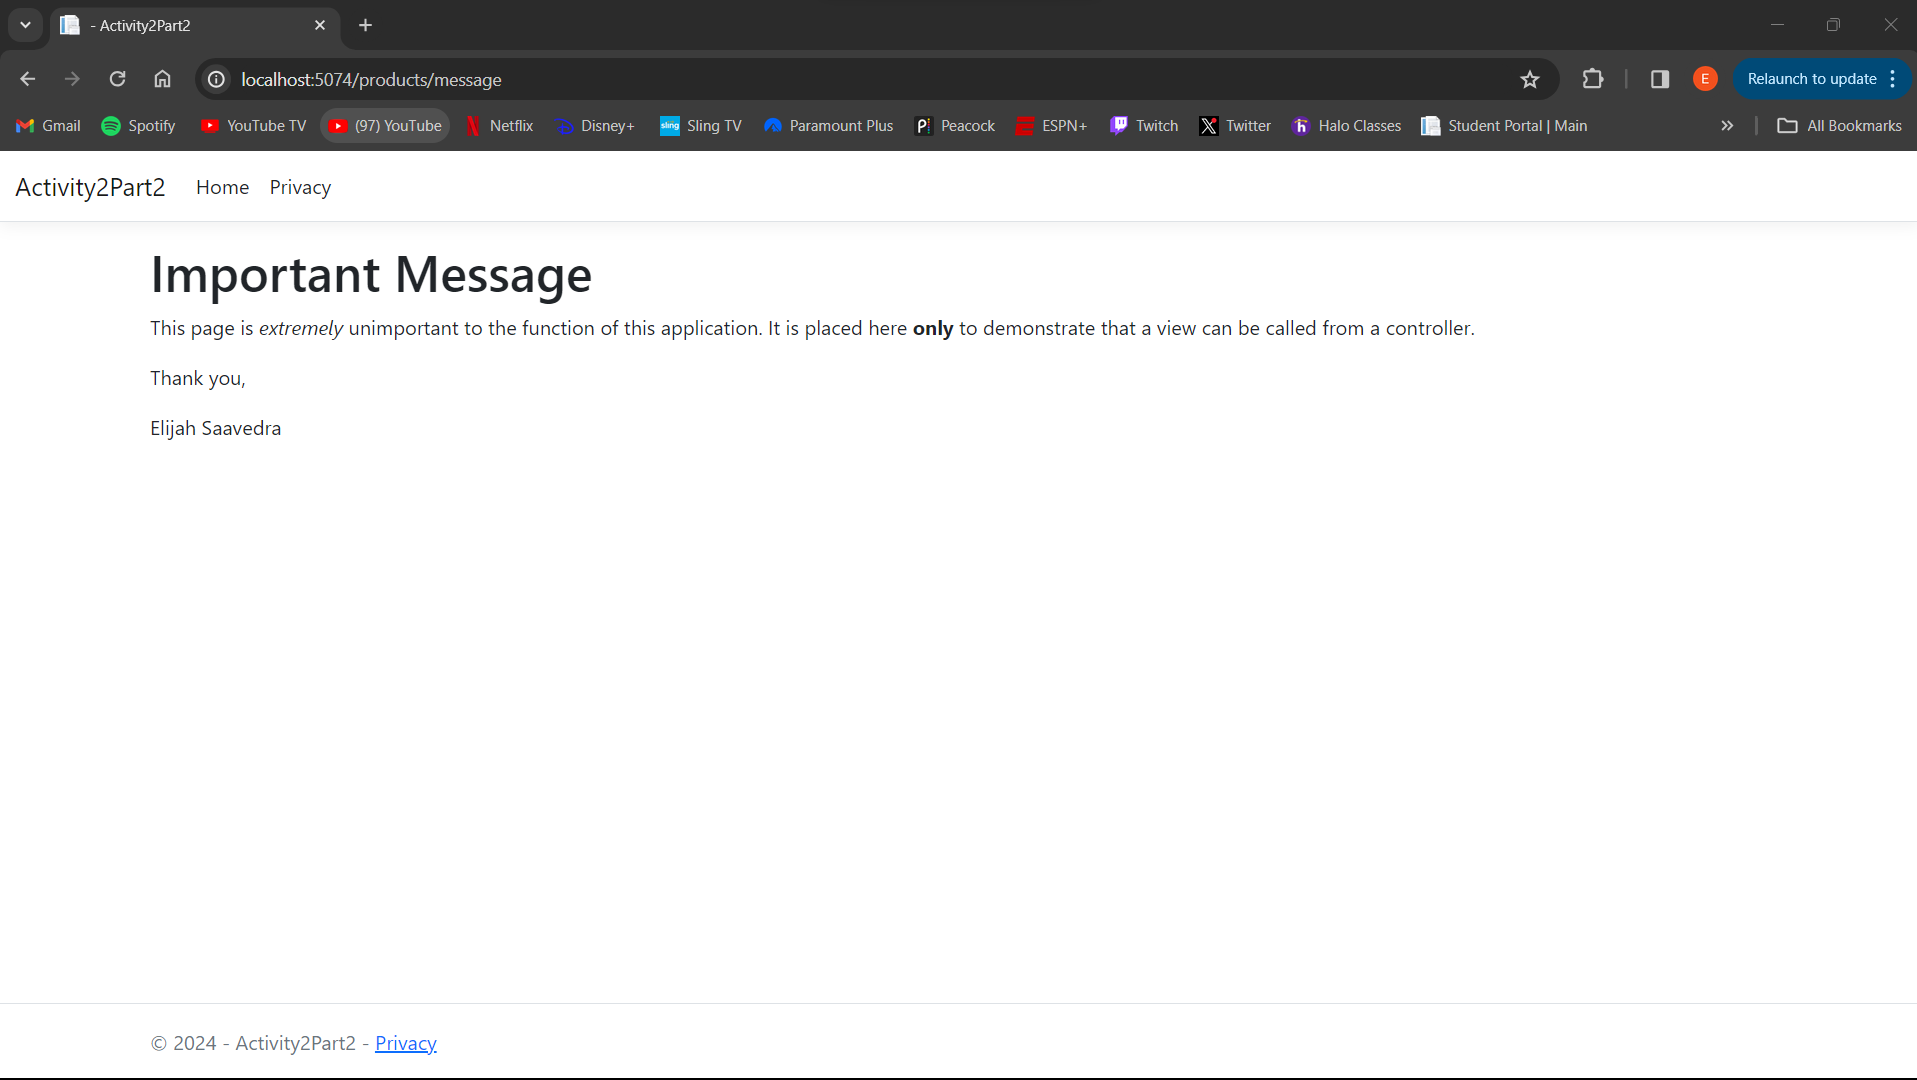 - Activity2Part2
localhost:5074/products/message
E
Relaunch to update
Gmail Spotify YouTube TV (97) YouTube Netflix Disney+ sling Sling TV Paramount Plus P Peacock ESPN+ Twitch X Twitter h Halo Classes Student Portal | Main » All Bookmarks
Activity2Part2 Home Privacy
Important Message
This page is extremely unimportant to the function of this application. It is placed here only to demonstrate that a view can be called from a controller.
Thank you,
Elijah Saavedra
© 2024 - Activity2Part2 - Privacy